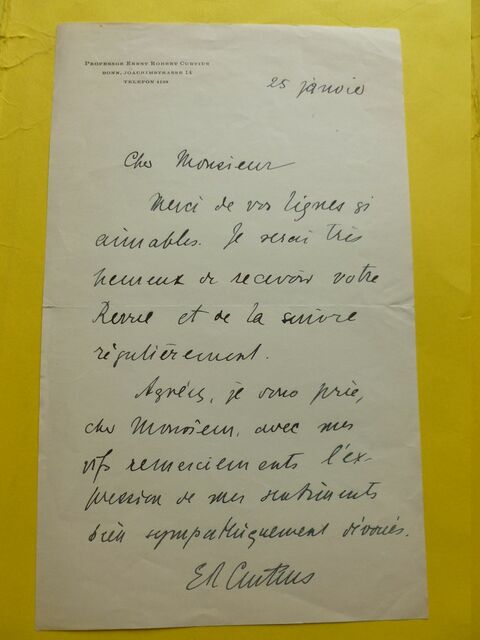 PROFESSOR ERNST ROBERT CURTIUS
BONN, JOACHIMSTRASSE 14
TELEFON
25 janvier
Cher Monsieur
Merci de vos lignes si
aimables. Je serai très
heureux de recevoir votre
Revue et de la suivre
régulièrement.
Agréez, je vous prie,
cher Monsieur, avec mes
vifs remerciements l'ex-
pression de mes sentiments
bien sympathiquement dévoués.
ER Curtius